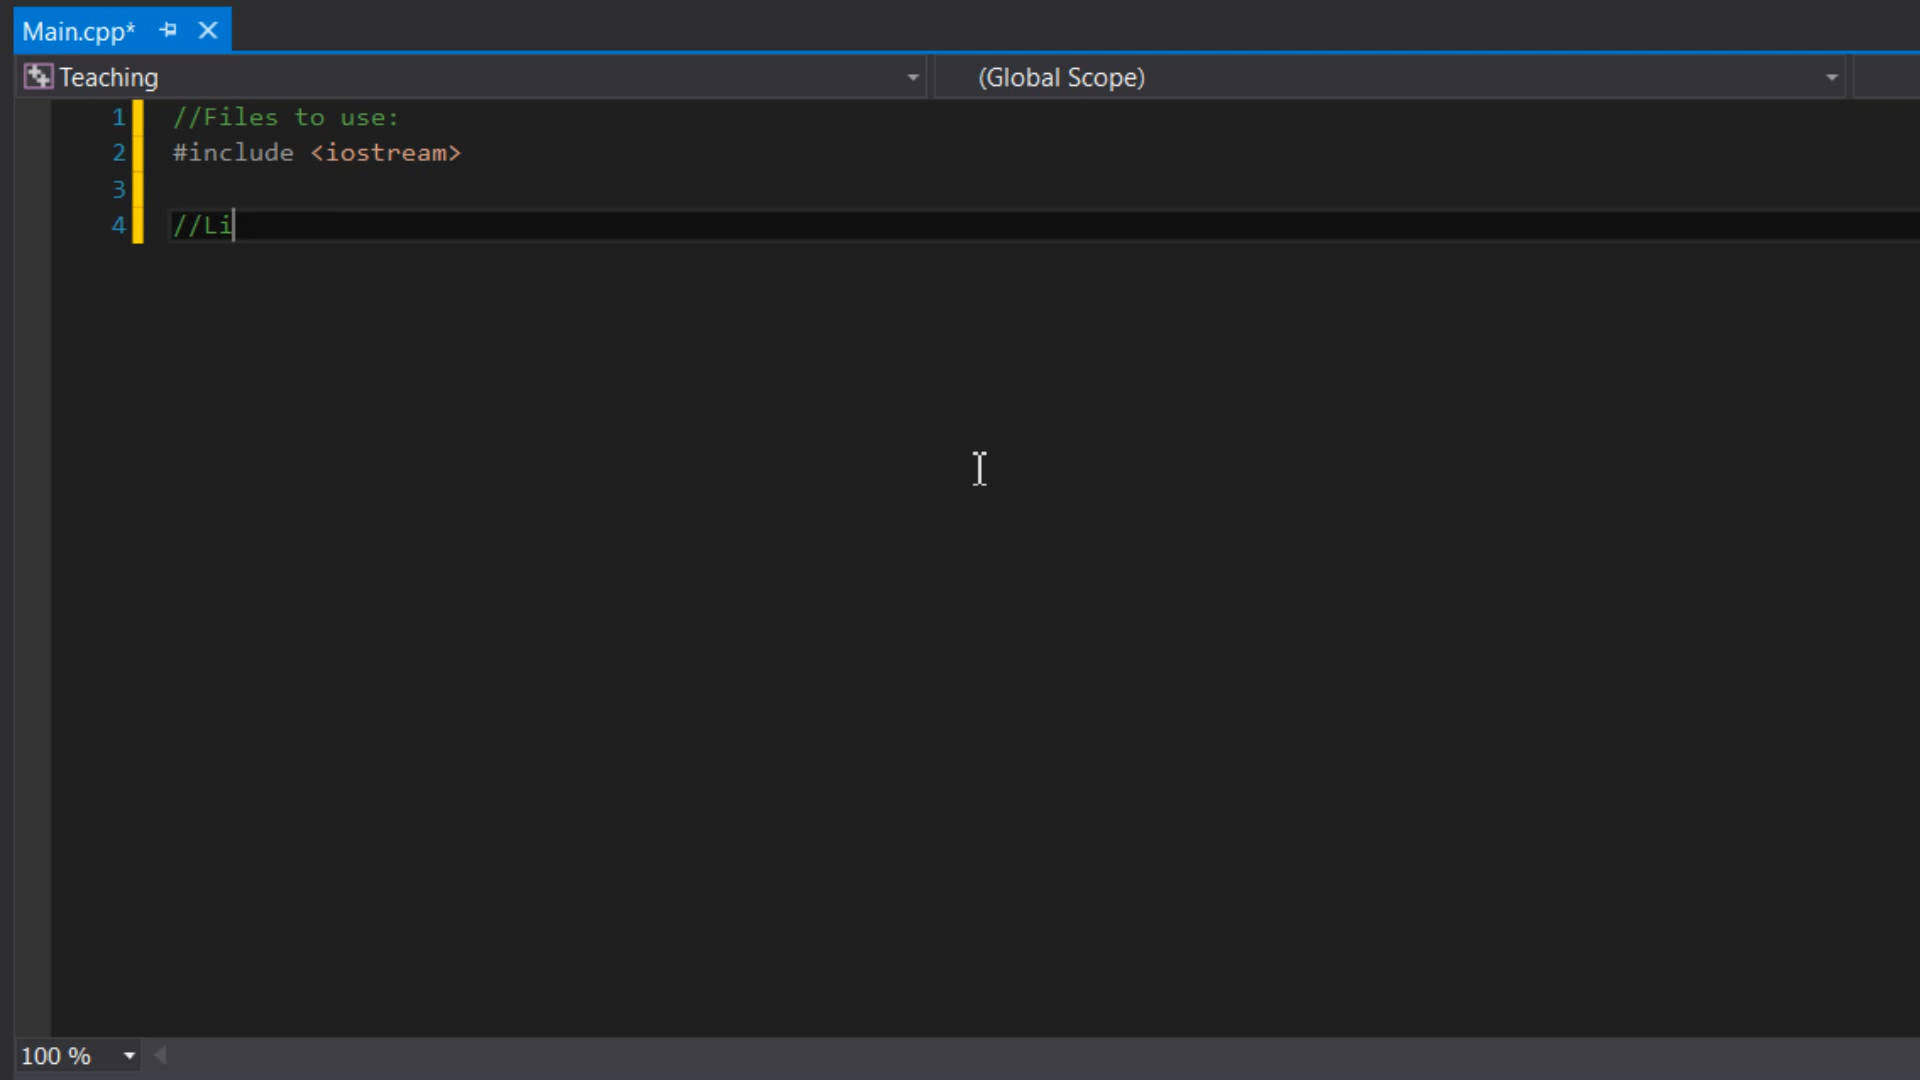 Main.cpp*
Teaching
(Global Scope)
1 //Files to use:
2 #include <iostream>
3
4 //Li
100 %